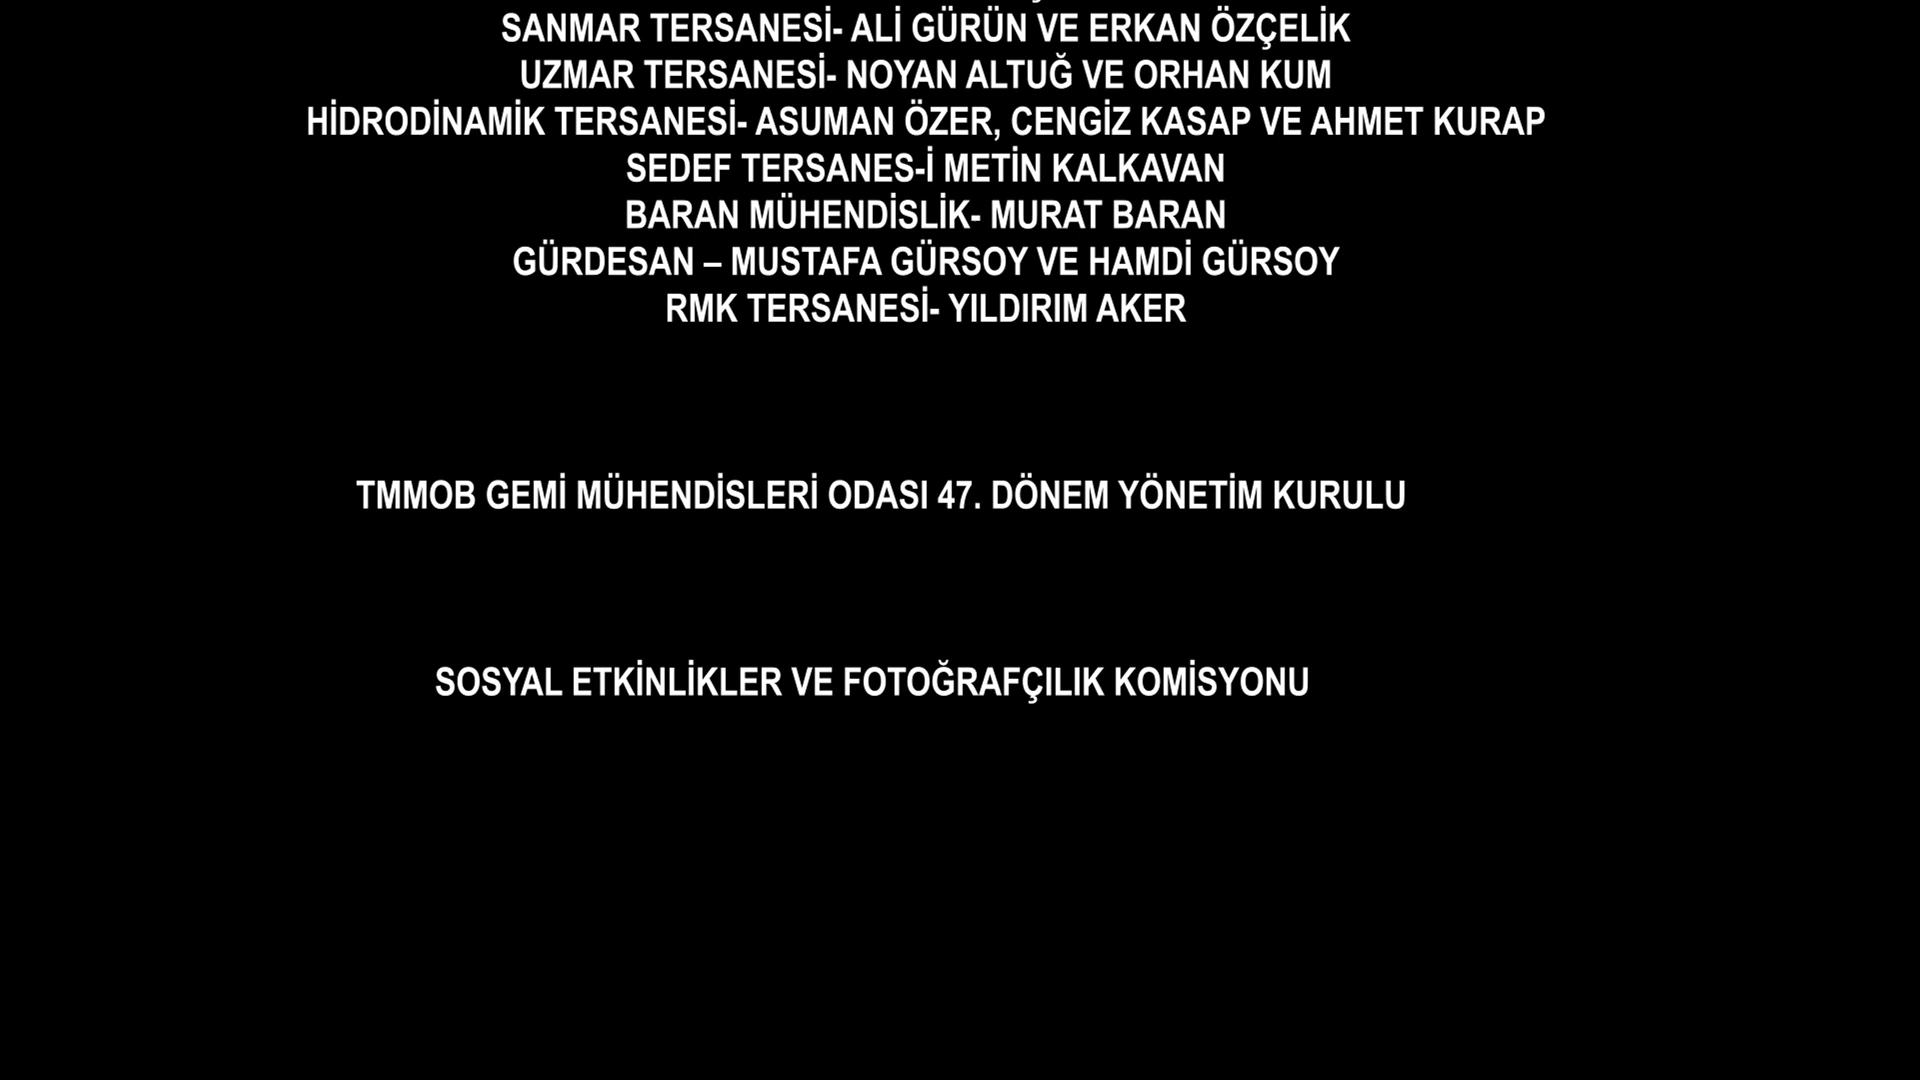 SANMAR TERSANESİ- ALİ GÜRÜN VE ERKAN ÖZÇELİK
UZMAR TERSANESİ- NOYAN ALTUĞ VE ORHAN KUM
HİDRODİNAMİK TERSANESİ- ASUMAN ÖZER, CENGİZ KASAP VE AHMET KURAP
SEDEF TERSANES-İ METİN KALKAVAN
BARAN MÜHENDİSLİK- MURAT BARAN
GÜRDESAN – MUSTAFA GÜRSOY VE HAMDİ GÜRSOY
RMK TERSANESİ- YILDIRIM AKER
TMMOB GEMİ MÜHENDİSLERİ ODASI 47. DÖNEM YÖNETİM KURULU
SOSYAL ETKİNLİKLER VE FOTOĞRAFÇILIK KOMİSYONU